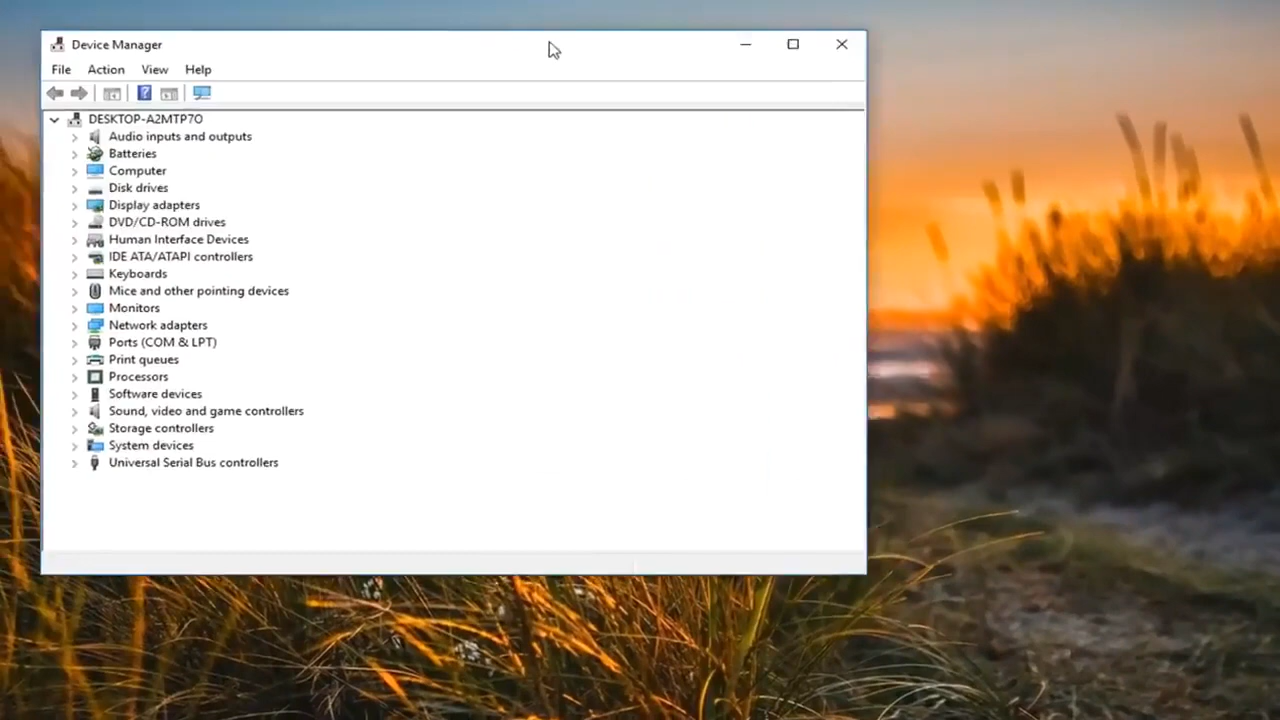 Device Manager
File Action View Help
?
DESKTOP-A2MTP7O
Audio inputs and outputs
Batteries
Computer
Disk drives
Display adapters
DVD/CD-ROM drives
Human Interface Devices
IDE ATA/ATAPI controllers
Keyboards
Mice and other pointing devices
Monitors
Network adapters
Ports (COM & LPT)
Print queues
Processors
Software devices
Sound, video and game controllers
Storage controllers
System devices
Universal Serial Bus controllers